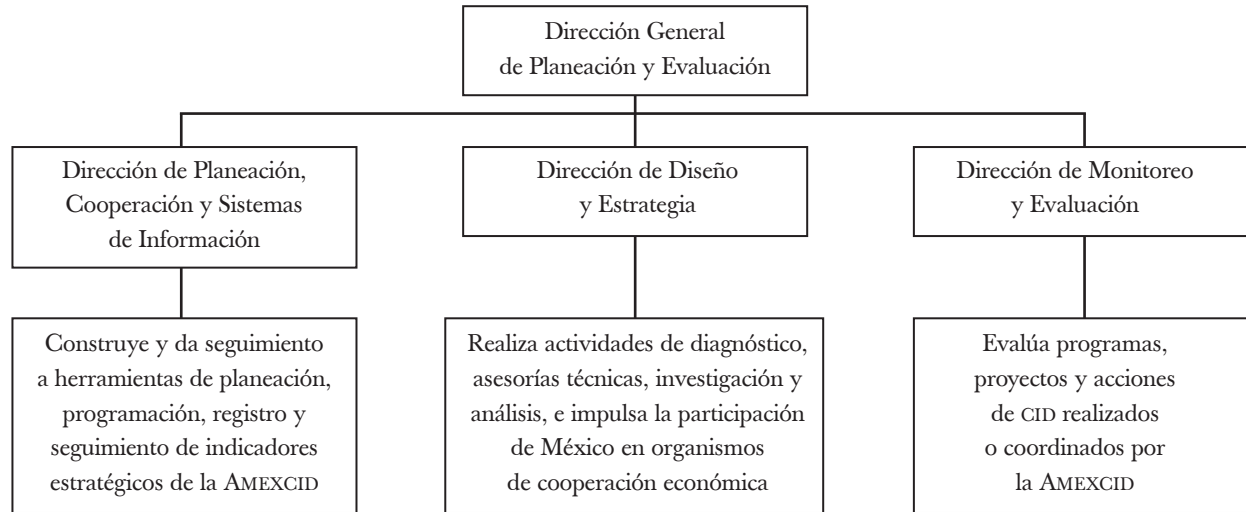 Dirección General
de Planeación y Evaluación
Dirección de Planeación,
Cooperación y Sistemas
de Información
Dirección de Diseño
y Estrategia
Dirección de Monitoreo
y Evaluación
Construye y da seguimiento
a herramientas de planeación,
programación, registro y
seguimiento de indicadores
estratégicos de la AMEXCID
Realiza actividades de diagnóstico,
asesorías técnicas, investigación y
análisis, e impulsa la participación
de México en organismos
de cooperación económica
Evalúa programas,
proyectos y acciones
de CID realizados
o coordinados por
la AMEXCID